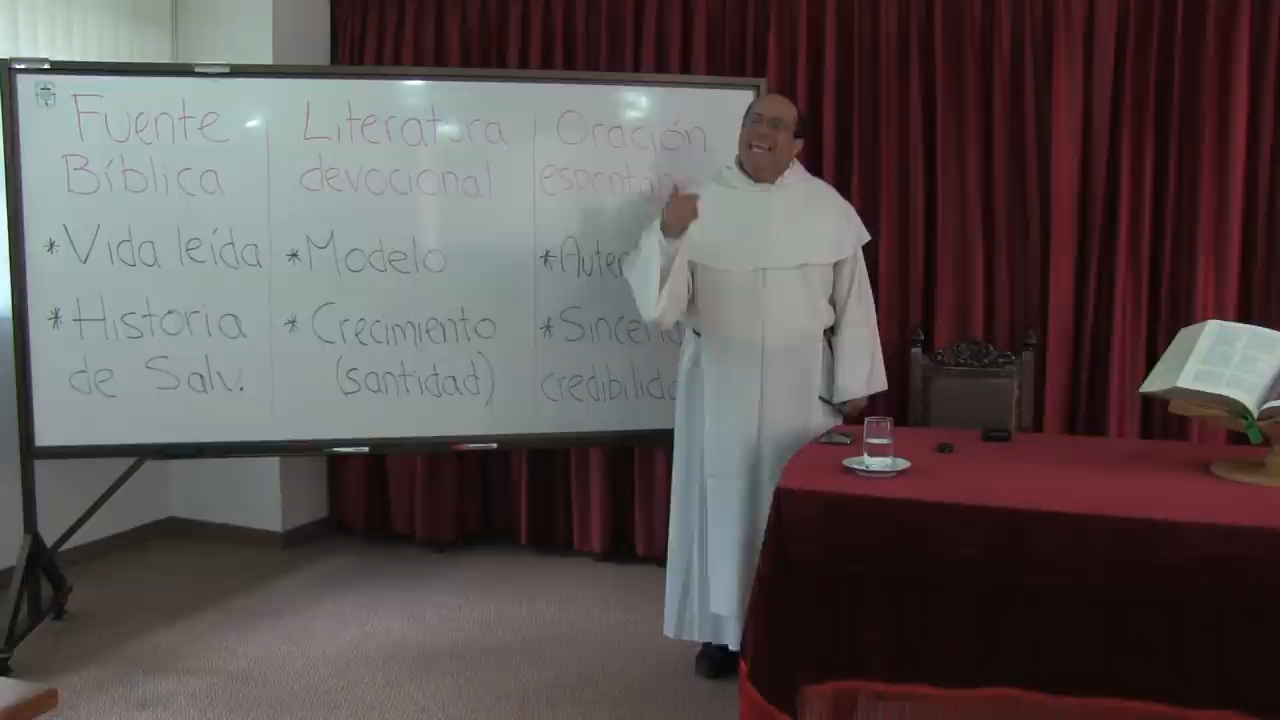 Fuente
Bíblica
*Vida leída
*Historia
de Salv.
Literatura
devocional
*Modelo
*Crecimiento
(santidad)
Oración